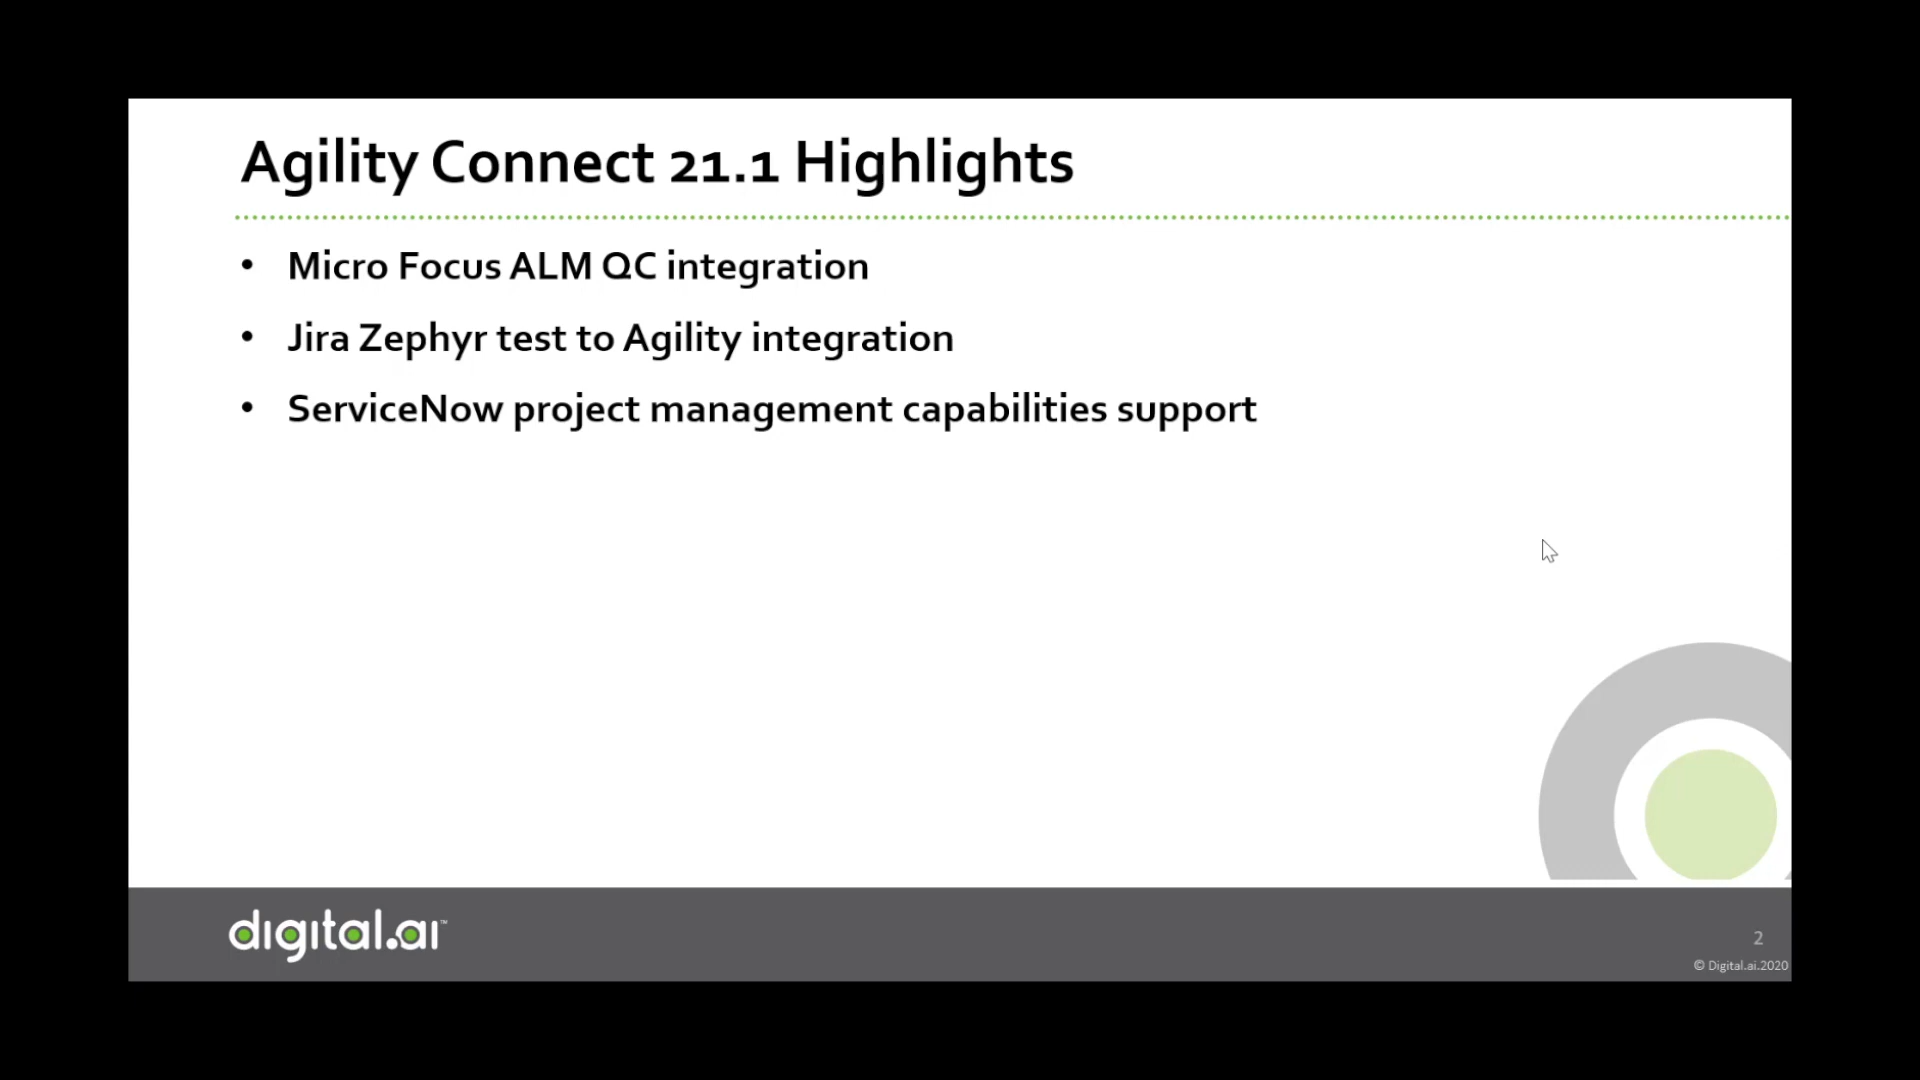 Agility Connect 21.1 Highlights
• Micro Focus ALM QC integration
• Jira Zephyr test to Agility integration
• ServiceNow project management capabilities support
digital.ai™
2
© Digital.ai.2020